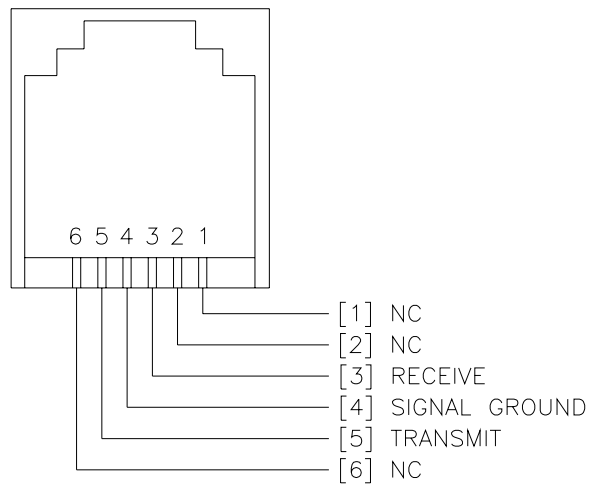 6 5 4 3 2 1
[1] NC
[2] NC
[3] RECEIVE
[4] SIGNAL GROUND
[5] TRANSMIT
[6] NC